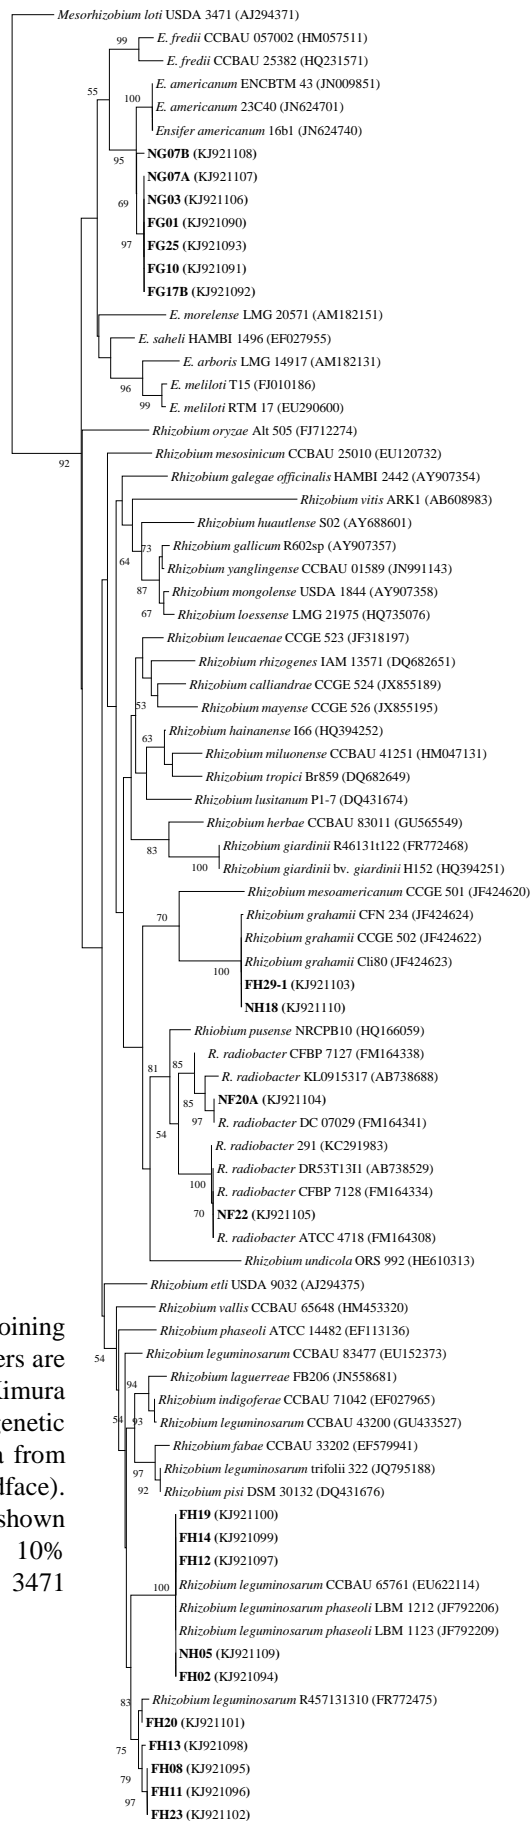 Mesorhizobium loti USDA 3471 (AJ294371)
99
E. fredii CCBAU 057002 (HM057511)
E. fredii CCBAU 25382 (HQ231571)
55
100
E. americanum ENCBTM 43 (JN009851)
E. americanum 23C40 (JN624701)
Ensifer americanum 16b1 (JN624740)
95
NG07B (KJ921108)
NG07A (KJ921107)
69
NG03 (KJ921106)
FG01 (KJ921090)
97
FG25 (KJ921093)
FG10 (KJ921091)
FG17B (KJ921092)
E. morelense LMG 20571 (AM182151)
E. saheli HAMBI 1496 (EF027955)
E. arboris LMG 14917 (AM182131)
96
E. meliloti T15 (FJ010186)
99
E. meliloti RTM 17 (EU290600)
Rhizobium oryzae Alt 505 (FJ712274)
92
Rhizobium mesosinicum CCBAU 25010 (EU120732)
Rhizobium galegae officinalis HAMBI 2442 (AY907354)
Rhizobium vitis ARK1 (AB608983)
Rhizobium huautlense S02 (AY688601)
73
Rhizobium gallicum R602sp (AY907357)
64
Rhizobium yanglingense CCBAU 01589 (JN991143)
87
Rhizobium mongolense USDA 1844 (AY907358)
67
Rhizobium loessense LMG 21975 (HQ735076)
Rhizobium leucaenae CCGE 523 (JF318197)
Rhizobium rhizogenes IAM 13571 (DQ682651)
Rhizobium calliandrae CCGE 524 (JX855189)
53
Rhizobium mayense CCGE 526 (JX855195)
Rhizobium hainanense I66 (HQ394252)
63
Rhizobium miluonense CCBAU 41251 (HM047131)
Rhizobium tropici Br859 (DQ682649)
Rhizobium lusitanum P1-7 (DQ431674)
Rhizobium herbae CCBAU 83011 (GU565549)
83
Rhizobium giardinii R46131t122 (FR772468)
100
Rhizobium giardinii bv. giardinii H152 (HQ394251)
Rhizobium mesoamericanum CCGE 501 (JF424620)
70
Rhizobium grahamii CFN 234 (JF424624)
Rhizobium grahamii CCGE 502 (JF424622)
Rhizobium grahamii Cli80 (JF424623)
100
FH29-1 (KJ921103)
NH18 (KJ921110)
Rhiobium pusense NRCPB10 (HQ166059)
R. radiobacter CFBP 7127 (FM164338)
81
85
R. radiobacter KL0915317 (AB738688)
85
NF20A (KJ921104)
97
R. radiobacter DC 07029 (FM164341)
54
R. radiobacter 291 (KC291983)
R. radiobacter DR53T13I1 (AB738529)
100
R. radiobacter CFBP 7128 (FM164334)
70
NF22 (KJ921105)
R. radiobacter ATCC 4718 (FM164308)
Rhizobium undicola ORS 992 (HE610313)
Rhizobium etli USDA 9032 (AJ294375)
Rhizobium vallis CCBAU 65648 (HM453320)
oining
Rhizobium phaseoli ATCC 14482 (EF113136)
ers are
54
Rhizobium leguminosarum CCBAU 83477 (EU152373)
Kimura
94
Rhizobium laguerreae FB206 (JN558681)
genetic
Rhizobium indigoferae CCBAU 71042 (EF027965)
54
93
Rhizobium leguminosarum CCBAU 43200 (GU433527)
a from
Rhizobium fabae CCBAU 33202 (EF579941)
97
Rhizobium leguminosarum trifolii 322 (JQ795188)
dface).
92
Rhizobium pisi DSM 30132 (DQ431676)
shown
FH19 (KJ921100)
FH14 (KJ921099)
10%
FH12 (KJ921097)
3471
100
Rhizobium leguminosarum CCBAU 65761 (EU622114)
Rhizobium leguminosarum phaseoli LBM 1212 (JF792206)
Rhizobium leguminosarum phaseoli LBM 1123 (JF792209)
NH05 (KJ921109)
FH02 (KJ921094)
83
Rhizobium leguminosarum R457131310 (FR772475)
FH20 (KJ921101)
75
FH13 (KJ921098)
79
FH08 (KJ921095)
FH11 (KJ921096)
97
FH23 (KJ921102)